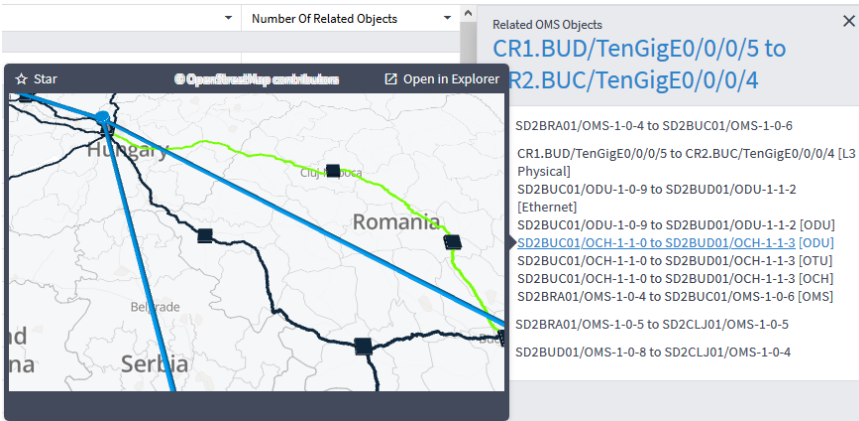 Number Of Related Objects
Related OMS Objects
CR1.BUD/TenGigE0/0/0/5 to
R2.BUC/TenGigE0/0/0/4
Star
© OpenStreetMap contributors
Open in Explorer
Hungary
Cluj-Napoca
Romania
Belgrade
Serbia
SD2BRA01/OMS-1-0-4 to SD2BUC01/OMS-1-0-6
CR1.BUD/TenGigE0/0/0/5 to CR2.BUC/TenGigE0/0/0/4 [L3
Physical]
SD2BUC01/ODU-1-0-9 to SD2BUD01/ODU-1-1-2
[Ethernet]
SD2BUC01/ODU-1-0-9 to SD2BUD01/ODU-1-1-2 [ODU]
SD2BUC01/OCH-1-1-0 to SD2BUD01/OCH-1-1-3 [ODU]
SD2BUC01/OCH-1-1-0 to SD2BUD01/OCH-1-1-3 [OTU]
SD2BUC01/OCH-1-1-0 to SD2BUD01/OCH-1-1-3 [OCH]
SD2BRA01/OMS-1-0-4 to SD2BUC01/OMS-1-0-6 [OMS]
SD2BRA01/OMS-1-0-5 to SD2CLJ01/OMS-1-0-5
SD2BUD01/OMS-1-0-8 to SD2CLJ01/OMS-1-0-4